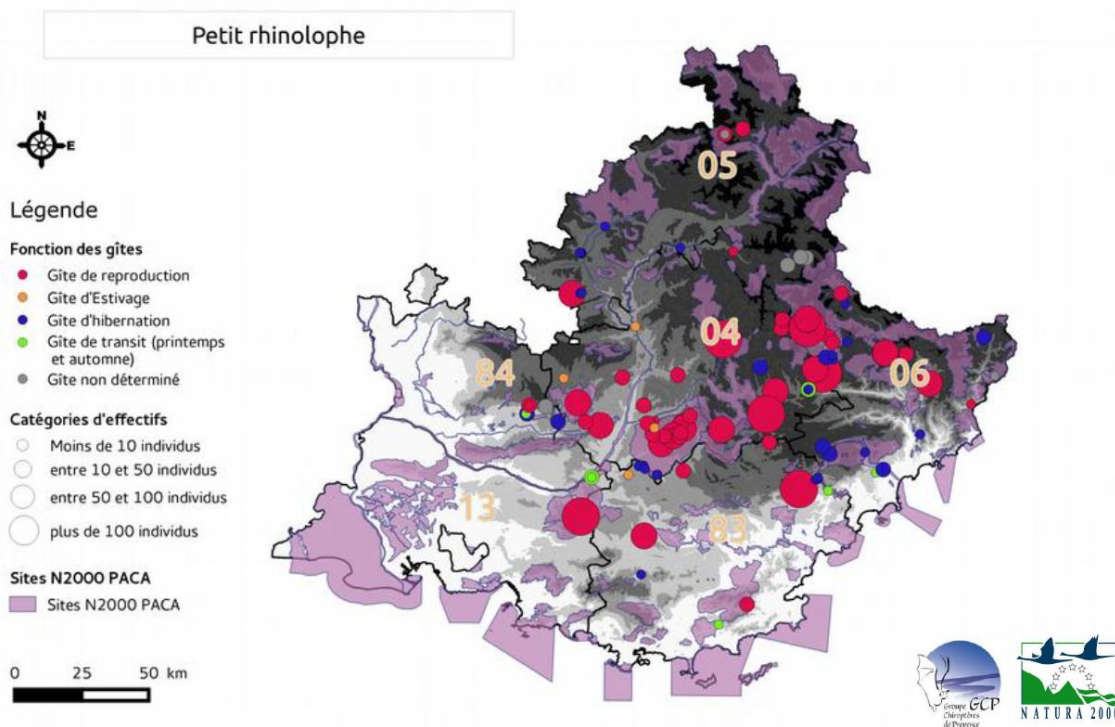 Petit rhinolophe
N
E
Légende
Fonction des gîtes
Gîte de reproduction
Gîte d'Estivage
Gîte d'hibernation
Gîte de transit (printemps
et automne)
Gîte non déterminé
Catégories d'effectifs
Moins de 10 individus
entre 10 et 50 individus
entre 50 et 100 individus
plus de 100 individus
Sites N2000 PACA
Sites N2000 PACA
0 25 50 km
05
04
84
06
13
83
Groupe GCP
Chiroptères
de Provence
NATURA 200